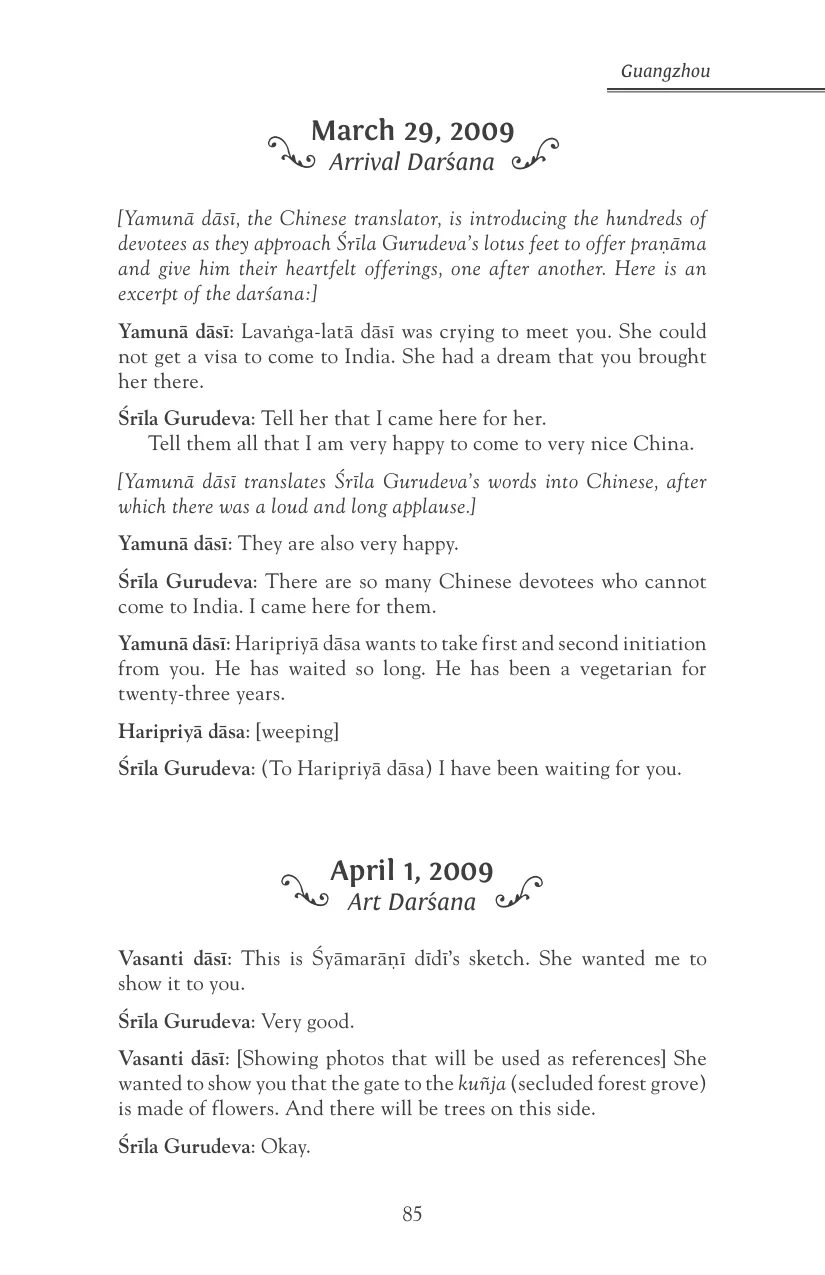 Guangzhou
March 29, 2009
Arrival Darśana
[Yamunā dāsī, the Chinese translator, is introducing the hundreds of
devotees as they approach Śrīla Gurudeva’s lotus feet to offer praṇāma
and give him their heartfelt offerings, one after another. Here is an
excerpt of the darśana:]
Yamunā dāsī: Lavaṅga-latā dāsī was crying to meet you. She could
not get a visa to come to India. She had a dream that you brought
her there.
Śrīla Gurudeva: Tell her that I came here for her.
Tell them all that I am very happy to come to very nice China.
[Yamunā dāsī translates Śrīla Gurudeva’s words into Chinese, after
which there was a loud and long applause.]
Yamunā dāsī: They are also very happy.
Śrīla Gurudeva: There are so many Chinese devotees who cannot
come to India. I came here for them.
Yamunā dāsī: Haripriyā dāsa wants to take first and second initiation
from you. He has waited so long. He has been a vegetarian for
twenty-three years.
Haripriyā dāsa: [weeping]
Śrīla Gurudeva: (To Haripriyā dāsa) I have been waiting for you.
April 1, 2009
Art Darśana
Vasanti dāsī: This is Śyāmarāṇī dīdī’s sketch. She wanted me to
show it to you.
Śrīla Gurudeva: Very good.
Vasanti dāsī: [Showing photos that will be used as references] She
wanted to show you that the gate to the kuñja (secluded forest grove)
is made of flowers. And there will be trees on this side.
Śrīla Gurudeva: Okay.
85